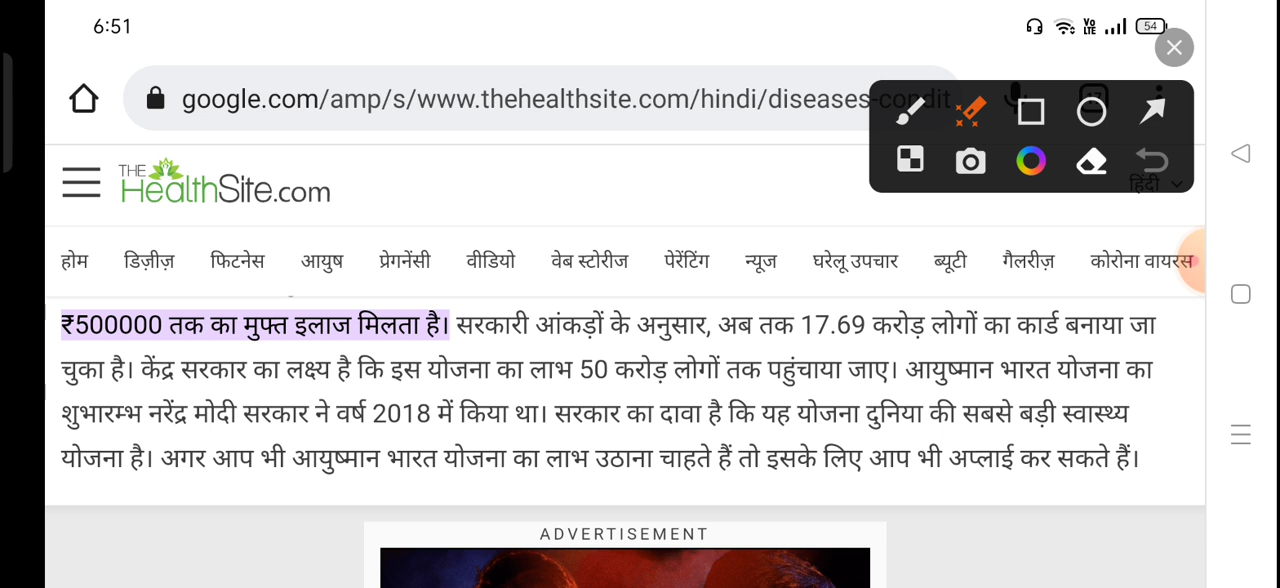 6:51
Vo LTE
54
google.com/amp/s/www.thehealthsite.com/hindi/diseases-condit
THE
HealthSite.com
हिंदी
होम डिज़ीज़ फिटनेस आयुष प्रेगनेंसी वीडियो वेब स्टोरीज पेरेंटिंग न्यूज घरेलू उपचार ब्यूटी गैलरीज़ कोरोना वायरस
₹500000 तक का मुफ्त इलाज मिलता है। सरकारी आंकड़ों के अनुसार, अब तक 17.69 करोड़ लोगों का कार्ड बनाया जा
चुका है। केंद्र सरकार का लक्ष्य है कि इस योजना का लाभ 50 करोड़ लोगों तक पहुंचाया जाए। आयुष्मान भारत योजना का
शुभारम्भ नरेंद्र मोदी सरकार ने वर्ष 2018 में किया था। सरकार का दावा है कि यह योजना दुनिया की सबसे बड़ी स्वास्थ्य
योजना है। अगर आप भी आयुष्मान भारत योजना का लाभ उठाना चाहते हैं तो इसके लिए आप भी अप्लाई कर सकते हैं।
ADVERTISEMENT